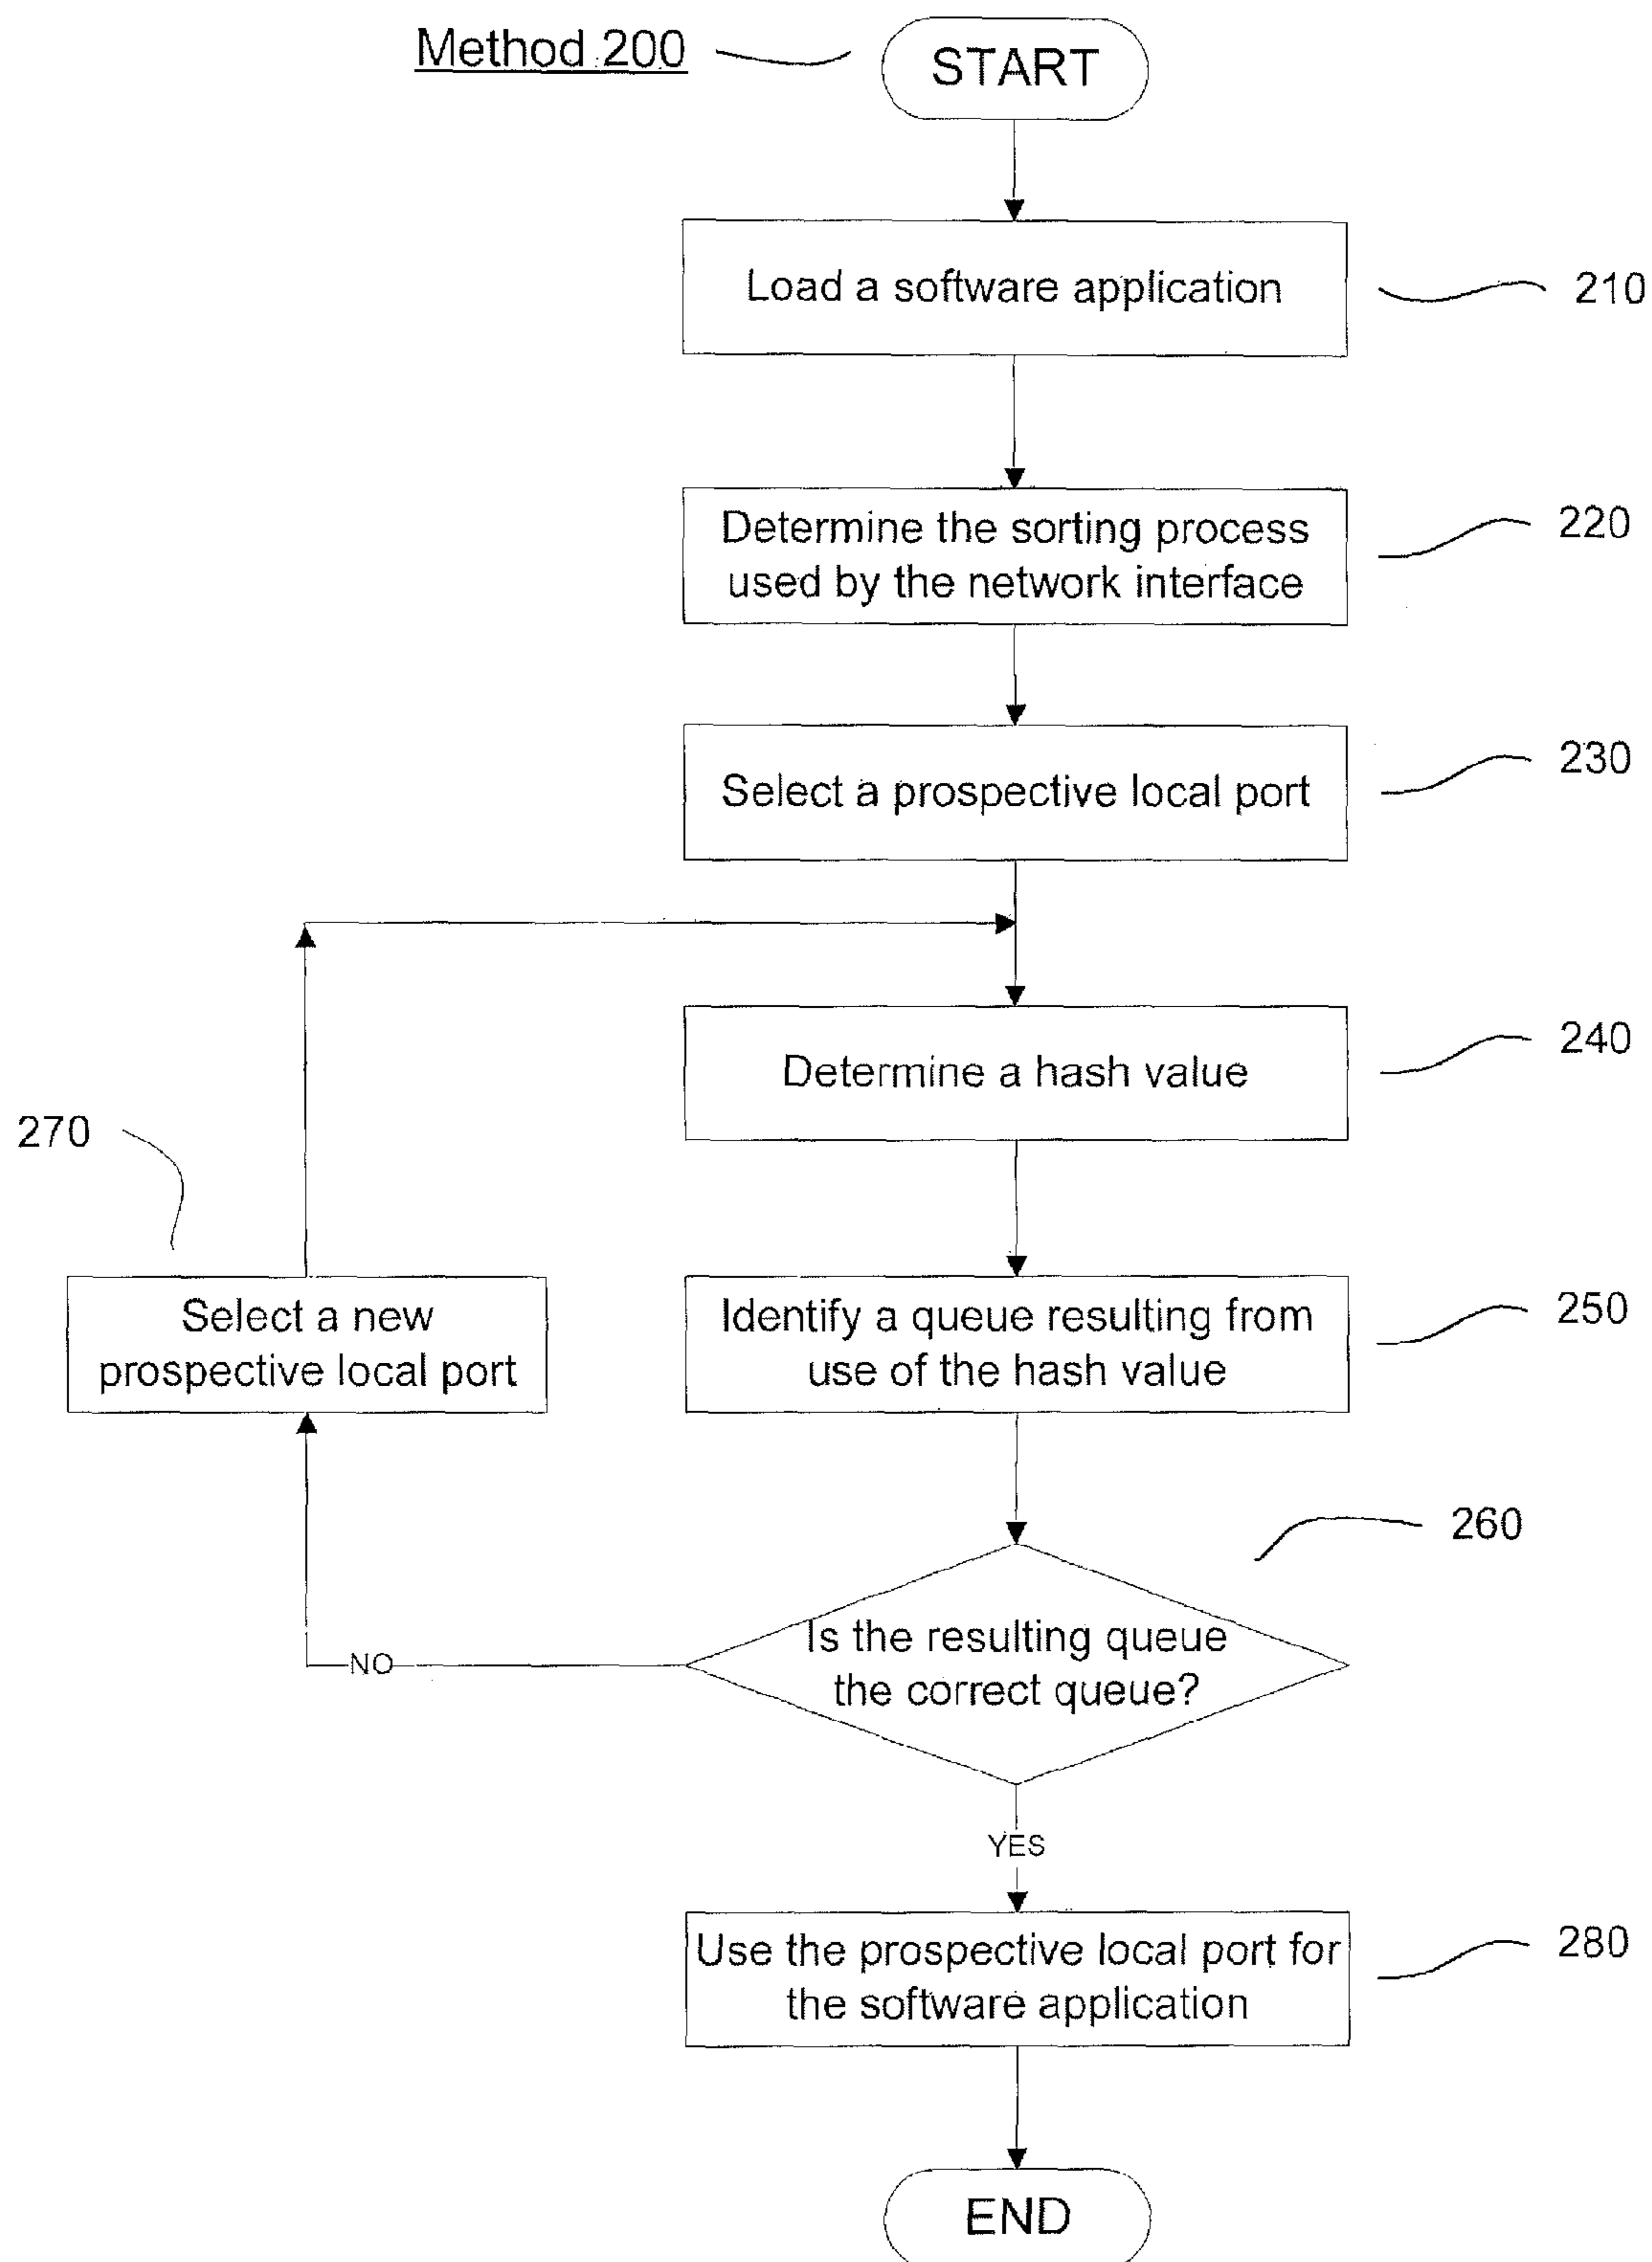 Method 200
START
Load a software application
210
Determine the sorting process
used by the network interface
220
Select a prospective local port
230
Determine a hash value
240
270
Select a new
prospective local port
Identify a queue resulting from
use of the hash value
250
260
Is the resulting queue
the correct queue?
NO
YES
Use the prospective local port for
the software application
280
END